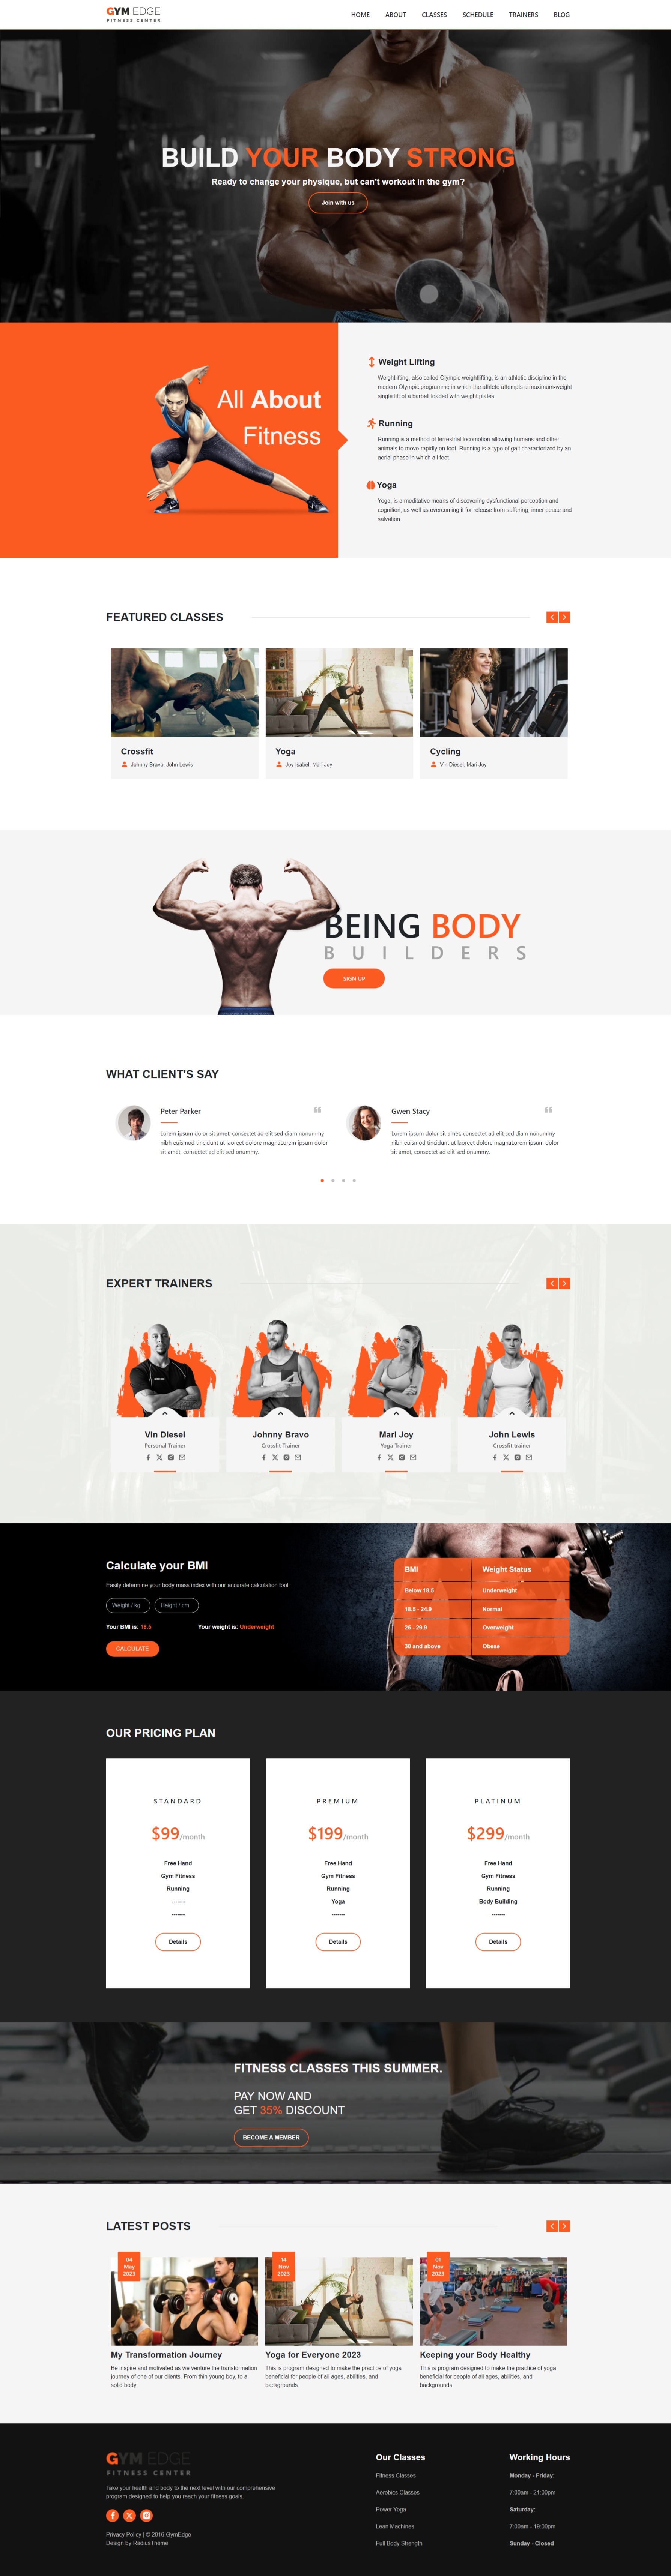 GYM EDGE
FITNESS CENTER
HOME
ABOUT
CLASSES
SCHEDULE
TRAINERS
BLOG
BUILD YOUR BODY STRONG
Ready to change your physique, but can't workout in the gym?
Join with us
All About
Fitness
Weight Lifting
Weightlifting, also called Olympic weightlifting, is an athletic discipline in the
modern Olympic programme in which the athlete attempts a maximum-weight
single lift of a barbell loaded with weight plates.
Running
Running is a method of terrestrial locomotion allowing humans and other
animals to move rapidly on foot. Running is a type of gait characterized by an
aerial phase in which all feet.
Yoga
Yoga, is a meditative means of discovering dysfunctional perception and
cognition, as well as overcoming it for release from suffering, inner peace and
salvation
FEATURED CLASSES
Crossfit
Johnny Bravo, John Lewis
Yoga
Joy Isabel, Mari Joy
Cycling
Vin Diesel, Mari Joy
BEING BODY
BUILDERS
SIGN UP
WHAT CLIENT'S SAY
Peter Parker
Lorem ipsum dolor sit amet, consectet ad elit sed diam nonummy
nibh euismod tincidunt ut laoreet dolore magnaLorem ipsum dolor
sit amet, consectet ad elit sed onummy.
Gwen Stacy
Lorem ipsum dolor sit amet, consectet ad elit sed diam nonummy
nibh euismod tincidunt ut laoreet dolore magnaLorem ipsum dolor
sit amet, consectet ad elit sed onummy.
EXPERT TRAINERS
Vin Diesel
Personal Trainer
Johnny Bravo
Crossfit Trainer
Mari Joy
Yoga Trainer
John Lewis
Crossfit trainer
Calculate your BMI
Easily determine your body mass index with our accurate calculation tool.
Weight / kg
Height / cm
Your BMI is: 18.5
Your weight is: Underweight
CALCULATE
BMI
Weight Status
Below 18.5
Underweight
18.5 - 24.9
Normal
25 - 29.9
Overweight
30 and above
Obese
OUR PRICING PLAN
STANDARD
$99/month
Free Hand
Gym Fitness
Running
-------
-------
Details
PREMIUM
$199/month
Free Hand
Gym Fitness
Running
Yoga
-------
Details
PLATINUM
$299/month
Free Hand
Gym Fitness
Running
Body Building
-------
Details
FITNESS CLASSES THIS SUMMER.
PAY NOW AND
GET 35% DISCOUNT
BECOME A MEMBER
LATEST POSTS
04
May
2023
My Transformation Journey
Be inspire and motivated as we venture the transformation
journey of one of our clients. From thin young boy, to a
solid body.
14
Nov
2023
Yoga for Everyone 2023
This is program designed to make the practice of yoga
beneficial for people of all ages, abilities, and
backgrounds.
01
Nov
2023
Keeping your Body Healthy
This is program designed to make the practice of yoga
beneficial for people of all ages, abilities, and
backgrounds.
GYM EDGE
FITNESS CENTER
Take your health and body to the next level with our comprehensive
program designed to help you reach your fitness goals.
Privacy Policy | © 2016 GymEdge
Design by RadiusTheme
Our Classes
Fitness Classes
Aerobics Classes
Power Yoga
Lean Machines
Full Body Strength
Working Hours
Monday - Friday:
7:00am - 21:00pm
Saturday:
7:00am - 19:00pm
Sunday - Closed